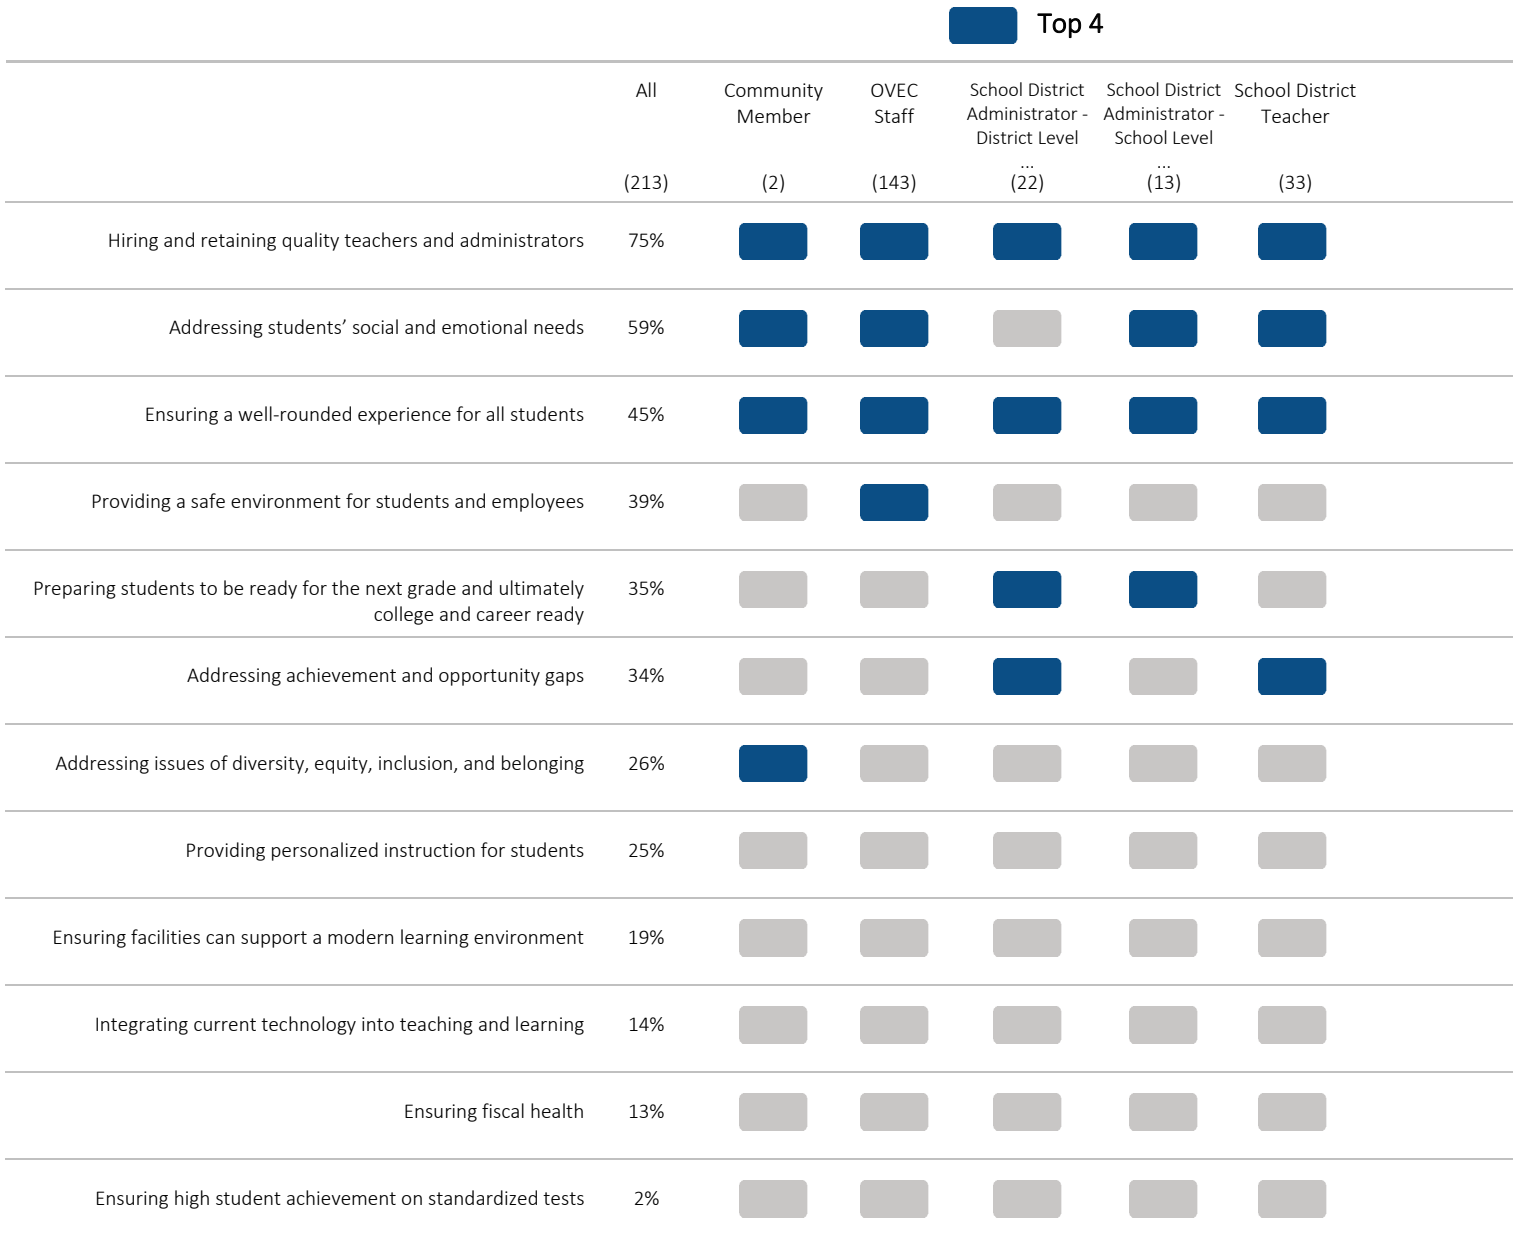 Top 4
All
Community
Member
OVEC
Staff
School District
Administrator -
District Level
...
School District
Administrator -
School Level
...
School District
Teacher
(213)
(2)
(143)
(22)
(13)
(33)
Hiring and retaining quality teachers and administrators 75%
Addressing students’ social and emotional needs 59%
Ensuring a well-rounded experience for all students 45%
Providing a safe environment for students and employees 39%
Preparing students to be ready for the next grade and ultimately 35%
college and career ready
Addressing achievement and opportunity gaps 34%
Addressing issues of diversity, equity, inclusion, and belonging 26%
Providing personalized instruction for students 25%
Ensuring facilities can support a modern learning environment 19%
Integrating current technology into teaching and learning 14%
Ensuring fiscal health 13%
Ensuring high student achievement on standardized tests 2%